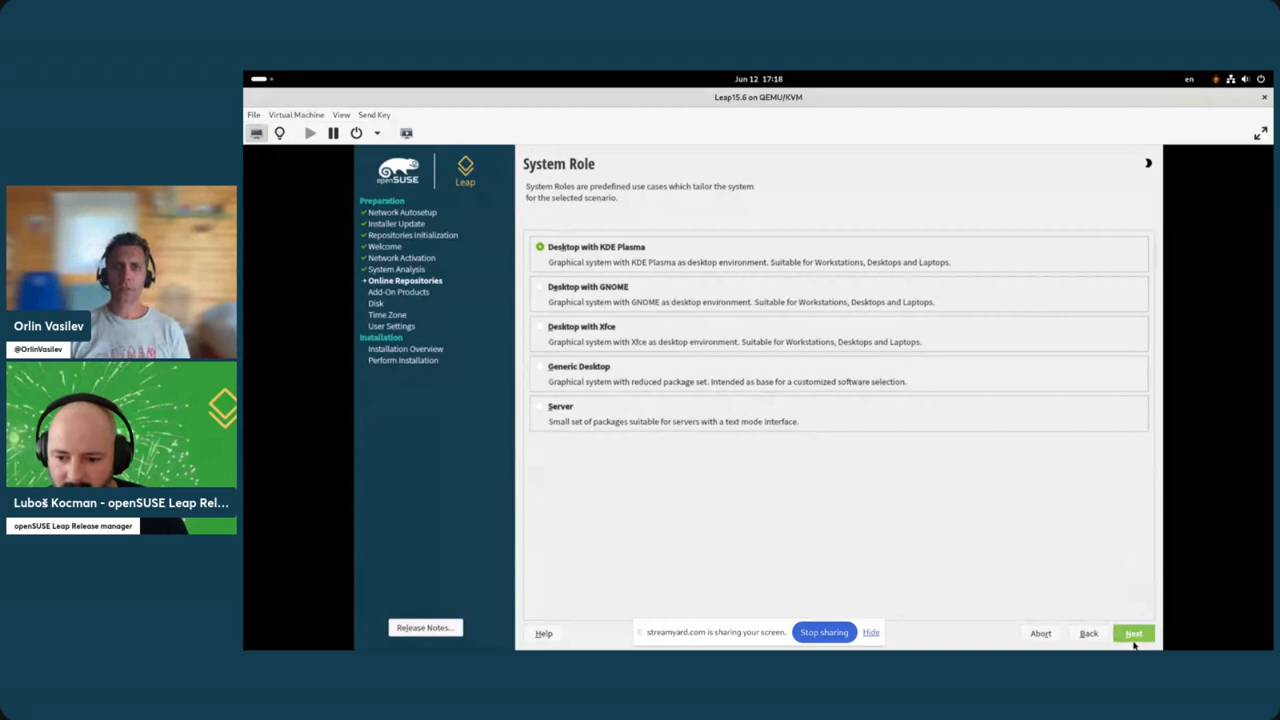 Jun 12 17:18
en
Leap15.6 on QEMU/KVM
File Virtual Machine View Send Key
openSUSE
Leap
Preparation
Network Autosetup
Installer Update
Repositories Initialization
Welcome
Network Activation
System Analysis
Online Repositories
Add-On Products
Disk
Time Zone
User Settings
Installation
Installation Overview
Perform Installation
Release Notes...
System Role
System Roles are predefined use cases which tailor the system
for the selected scenario.
Desktop with KDE Plasma
Graphical system with KDE Plasma as desktop environment. Suitable for Workstations, Desktops and Laptops.
Desktop with GNOME
Graphical system with GNOME as desktop environment. Suitable for Workstations, Desktops and Laptops.
Desktop with Xfce
Graphical system with Xfce as desktop environment. Suitable for Workstations, Desktops and Laptops.
Generic Desktop
Graphical system with reduced package set. Intended as base for a customized software selection.
Server
Small set of packages suitable for servers with a text mode interface.
Help
streamyard.com is sharing your screen. Stop sharing Hide
Abort
Back
Next
Orlin Vasilev
@OrlinVasilev
Luboš Kocman - openSUSE Leap Rel...
openSUSE Leap Release manager